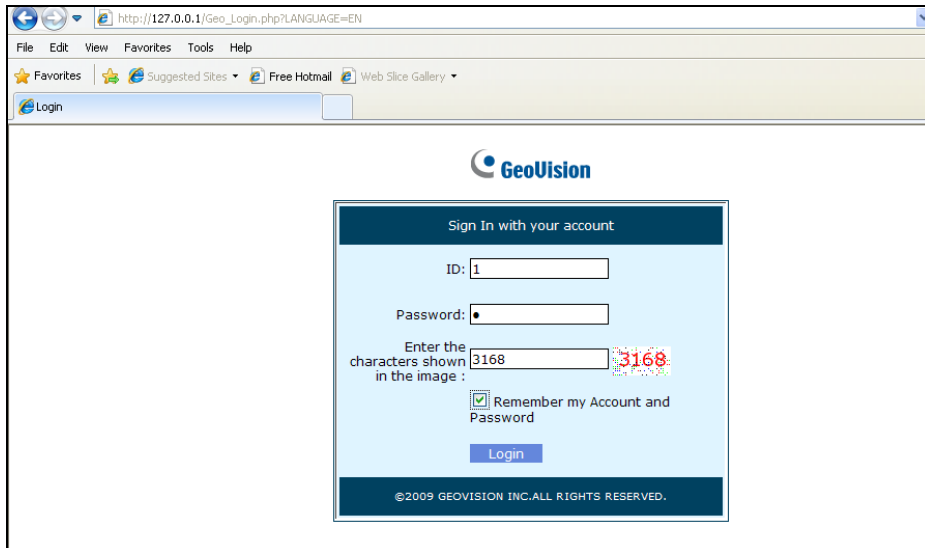 http://127.0.0.1/Geo_Login.php?LANGUAGE=EN
File Edit View Favorites Tools Help
Favorites Suggested Sites Free Hotmail Web Slice Gallery
Login
GeoVision
Sign In with your account
ID: 1
Password: •
Enter the
characters shown
in the image :
3168 3168
Remember my Account and
Password
Login
©2009 GEOVISION INC.ALL RIGHTS RESERVED.